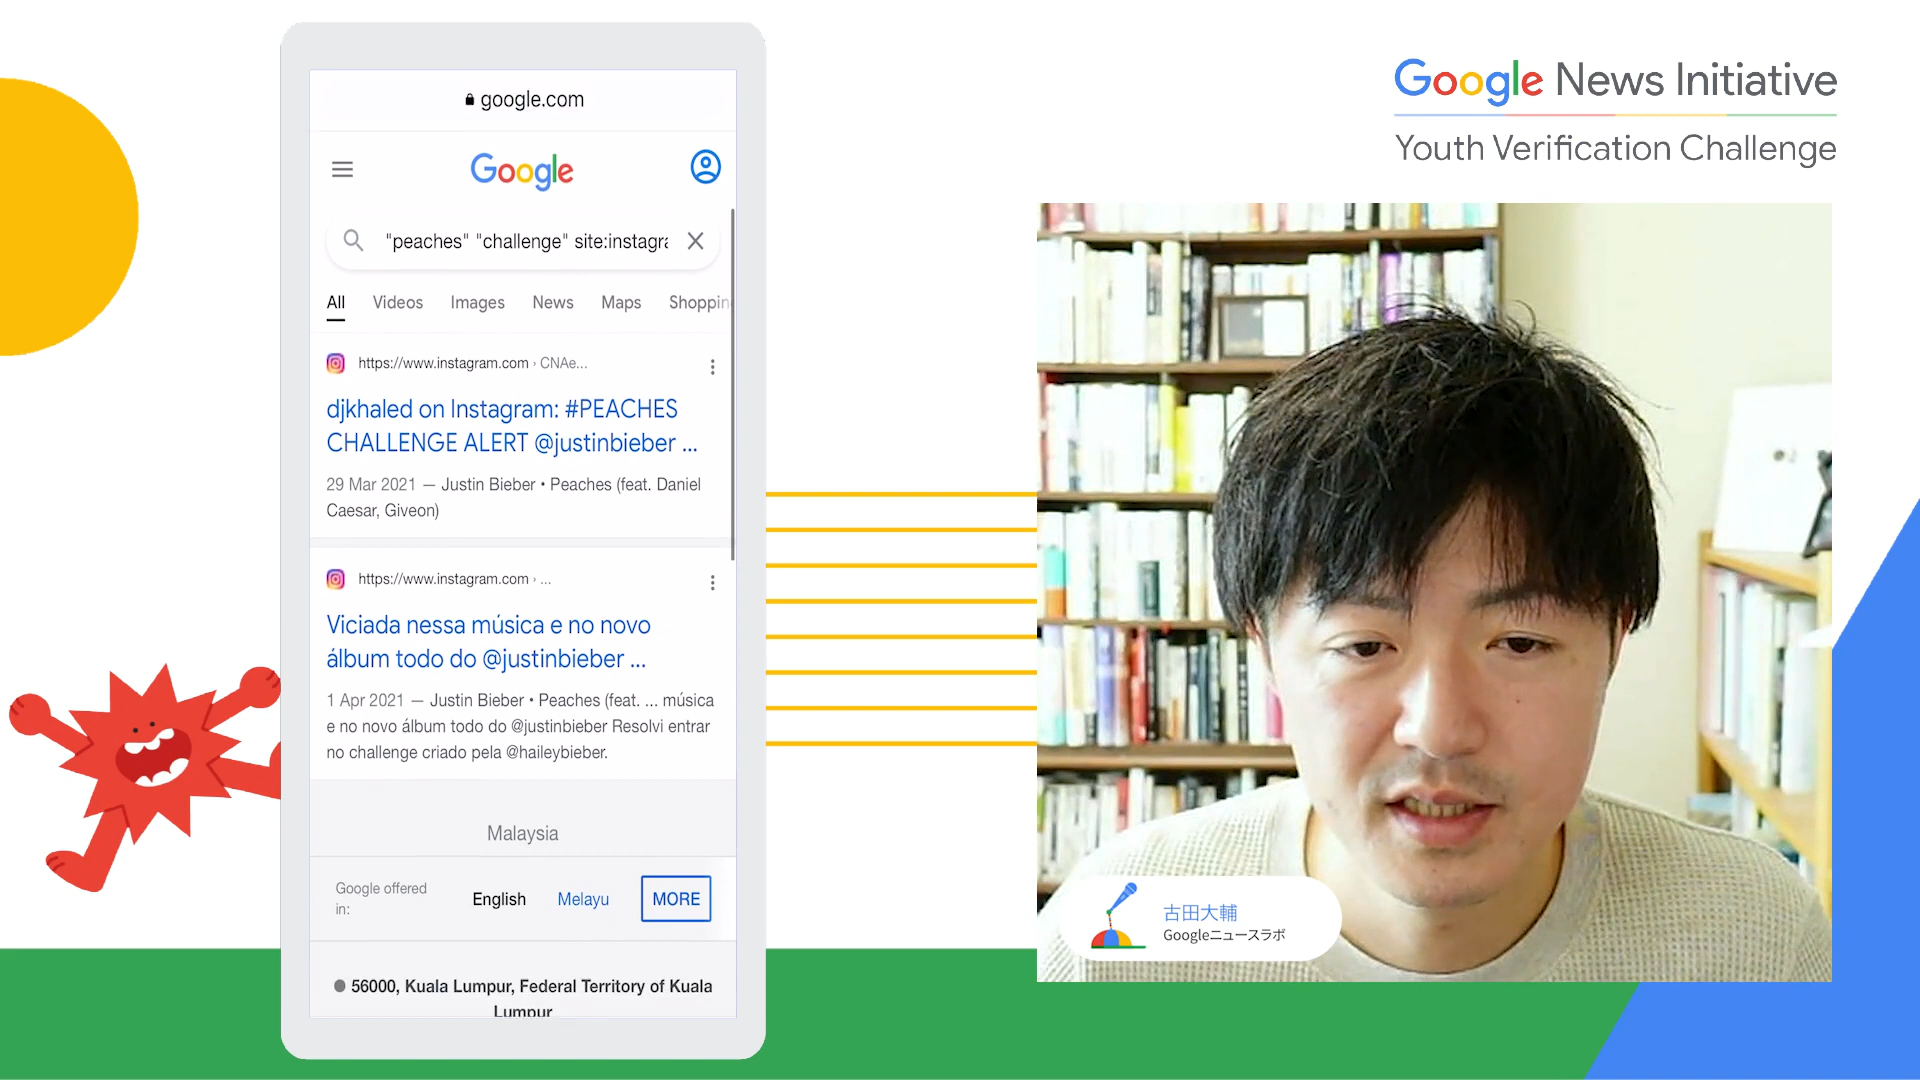 google.com
Google
"peaches" "challenge" site:instagra
All Videos Images News Maps Shoppin
https://www.instagram.com › CNAe...
djkhaled on Instagram: #PEACHES
CHALLENGE ALERT @justinbieber ...
29 Mar 2021 — Justin Bieber • Peaches (feat. Daniel
Caesar, Giveon)
https://www.instagram.com › ...
Viciada nessa música e no novo
álbum todo do @justinbieber ...
1 Apr 2021 — Justin Bieber • Peaches (feat. ... música
e no novo álbum todo do @justinbieber Resolvi entrar
no challenge criado pela @haileybieber.
Malaysia
Google offered
in:
English Melayu MORE
56000, Kuala Lumpur, Federal Territory of Kuala
Lumpur
Google News Initiative
Youth Verification Challenge
古田大輔
Googleニュースラボ